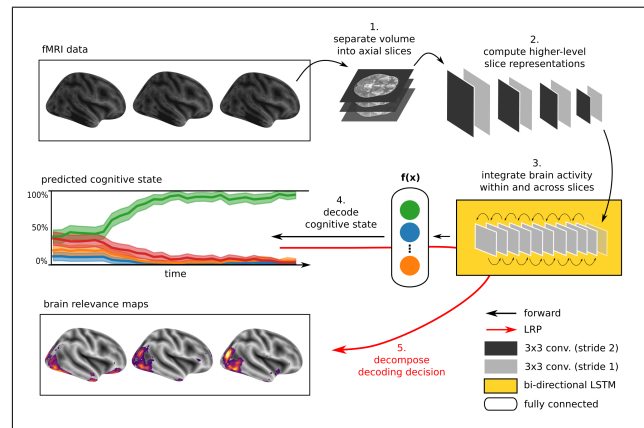 fMRI data
1.
separate volume
into axial slices
2.
compute higher-level
slice representations
3.
integrate brain activity
within and across slices
f(x)
4.
decode
cognitive state
predicted cognitive state
100%
50%
0%
time
brain relevance maps
5.
decompose
decoding decision
forward
LRP
3x3 conv. (stride 2)
3x3 conv. (stride 1)
bi-directional LSTM
fully connected